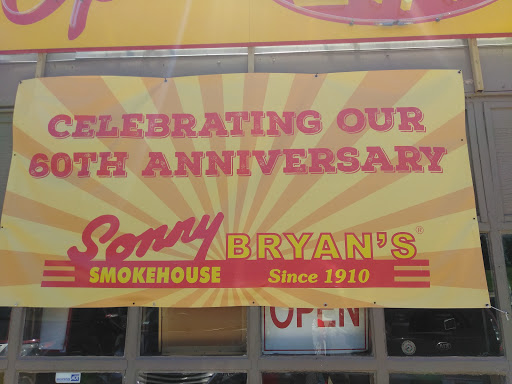 CELEBRATING OUR
60TH ANNIVERSARY
Sonny BRYAN'S®
SMOKEHOUSE Since 1910
OPEN